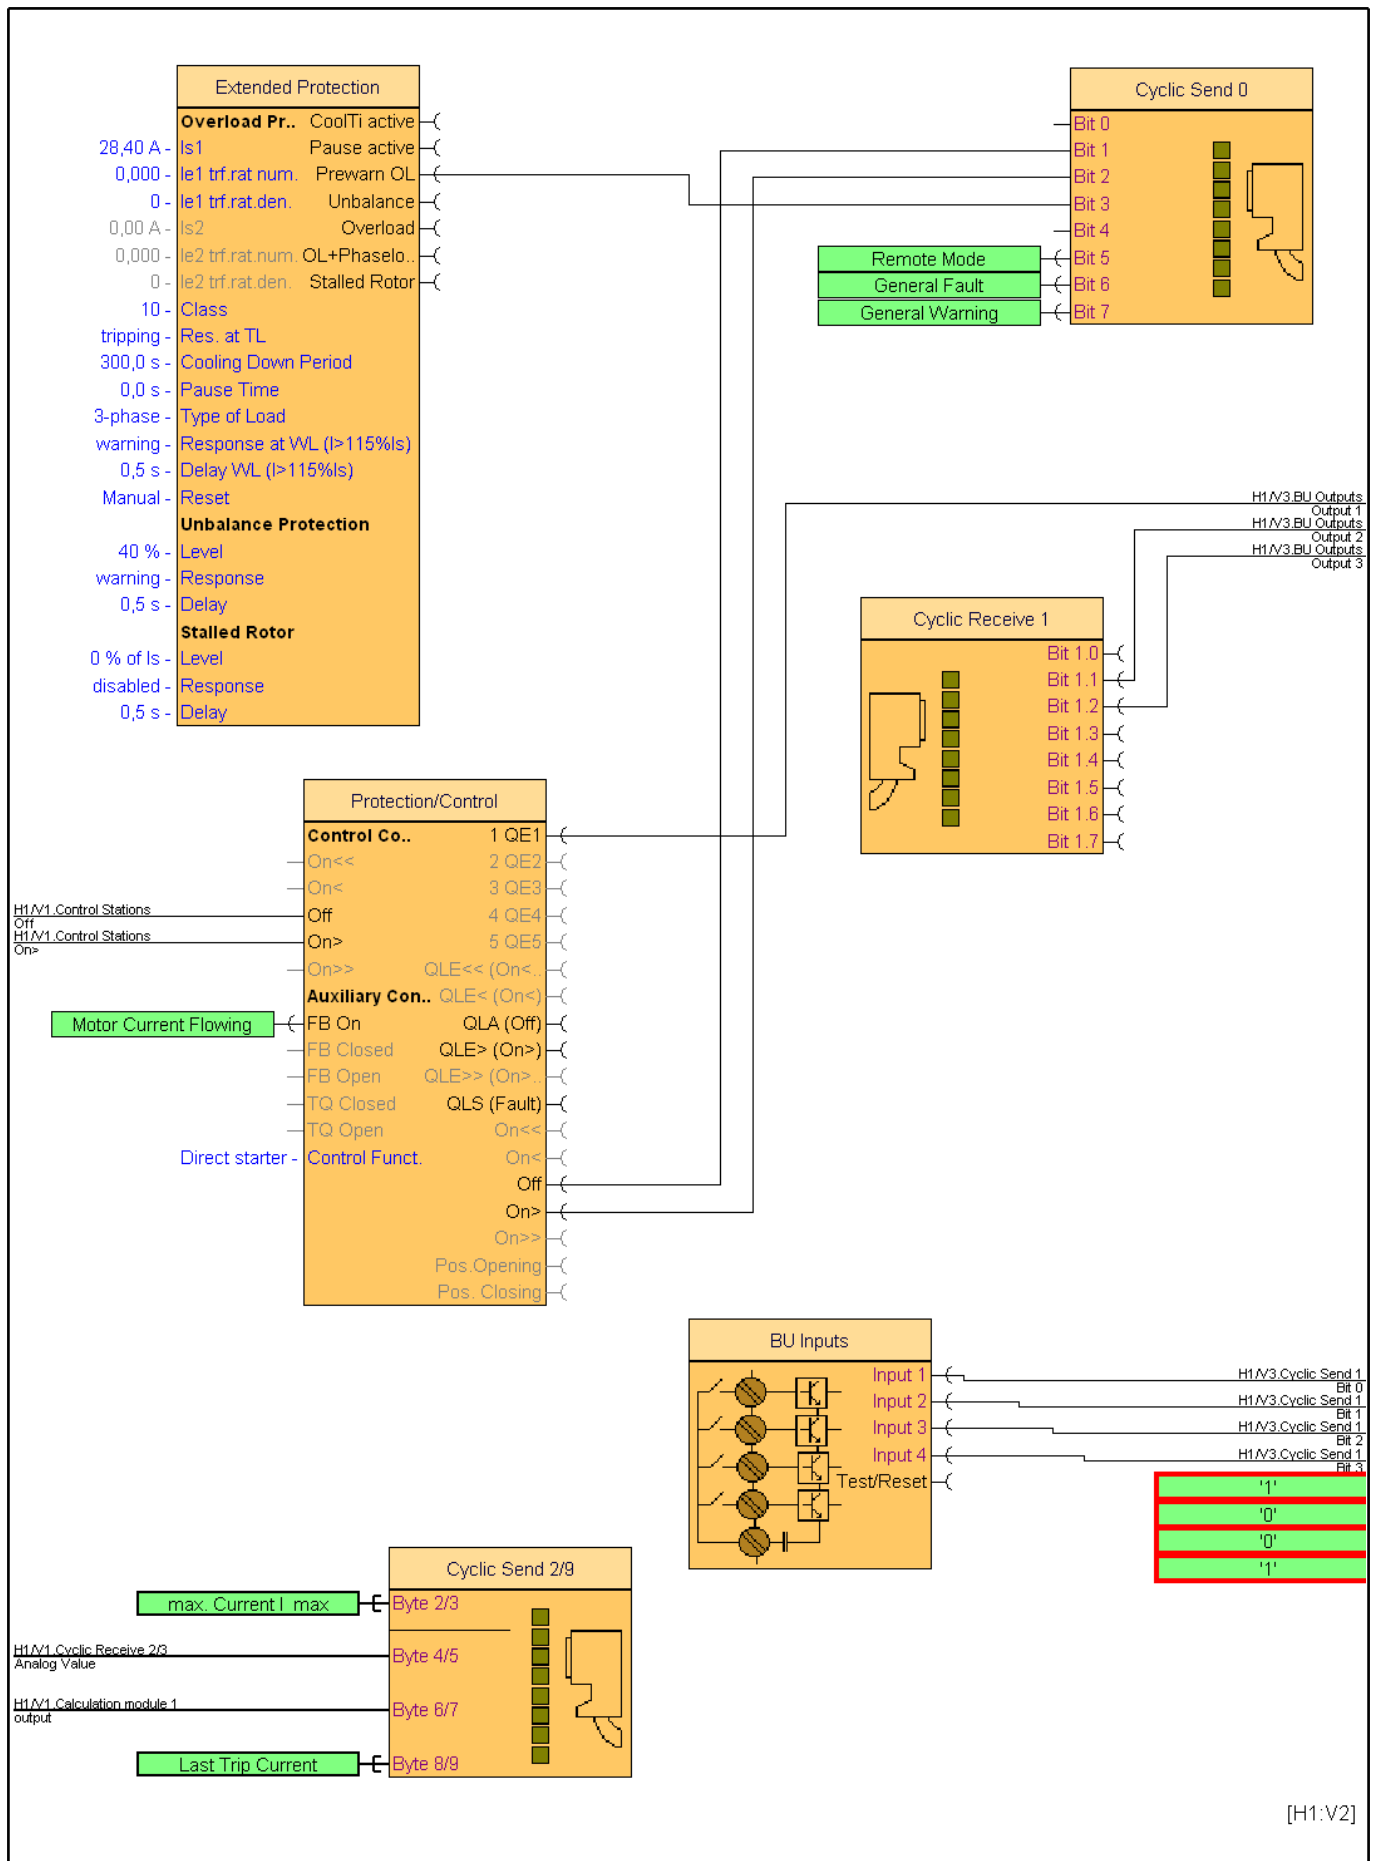 Extended Protection
Overload Pr.. CoolTi active
28,40 A - Is1 Pause active
0,000 - Ie1 trf.rat num. Prewarn OL
0 - Ie1 trf.rat.den. Unbalance
0,00 A - Is2 Overload
0,000 - Ie2 trf.rat.num. OL+Phaselo..
0 - Ie2 trf.rat.den. Stalled Rotor
10 - Class
tripping - Res. at TL
300,0 s - Cooling Down Period
0,0 s - Pause Time
3-phase - Type of Load
warning - Response at WL (I>115%Is)
0,5 s - Delay WL (I>115%Is)
Manual - Reset
Unbalance Protection
40 % - Level
warning - Response
0,5 s - Delay
Stalled Rotor
0 % of Is - Level
disabled - Response
0,5 s - Delay
Cyclic Send 0
Bit 0
Bit 1
Bit 2
Bit 3
Bit 4
Remote Mode Bit 5
General Fault Bit 6
General Warning Bit 7
H1/V3.BU Outputs
Output 1
H1/V3.BU Outputs
Output 2
H1/V3.BU Outputs
Output 3
Cyclic Receive 1
Bit 1.0
Bit 1.1
Bit 1.2
Bit 1.3
Bit 1.4
Bit 1.5
Bit 1.6
Bit 1.7
Protection/Control
Control Co.. 1 QE1
On<< 2 QE2
On< 3 QE3
H1/V1.Control Stations
Off
Off 4 QE4
H1/V1.Control Stations
On>
On> 5 QE5
On>> QLE<< (On<..
Auxiliary Con.. QLE< (On<)
Motor Current Flowing FB On QLA (Off)
FB Closed QLE> (On>)
FB Open QLE>> (On>..
TQ Closed QLS (Fault)
TQ Open On<<
Direct starter - Control Funct. On<
Off
On>
On>>
Pos.Opening
Pos. Closing
BU Inputs
Input 1
Input 2
Input 3
Input 4
Test/Reset
H1/V3.Cyclic Send 1
Bit 0
H1/V3.Cyclic Send 1
Bit 1
H1/V3.Cyclic Send 1
Bit 2
H1/V3.Cyclic Send 1
Bit 3
'1'
'0'
'0'
'1'
Cyclic Send 2/9
max. Current I_max Byte 2/3
H1/V1.Cyclic Receive 2/3
Analog Value
Byte 4/5
H1/V1.Calculation module 1
output
Byte 6/7
Last Trip Current Byte 8/9
[H1:V2]